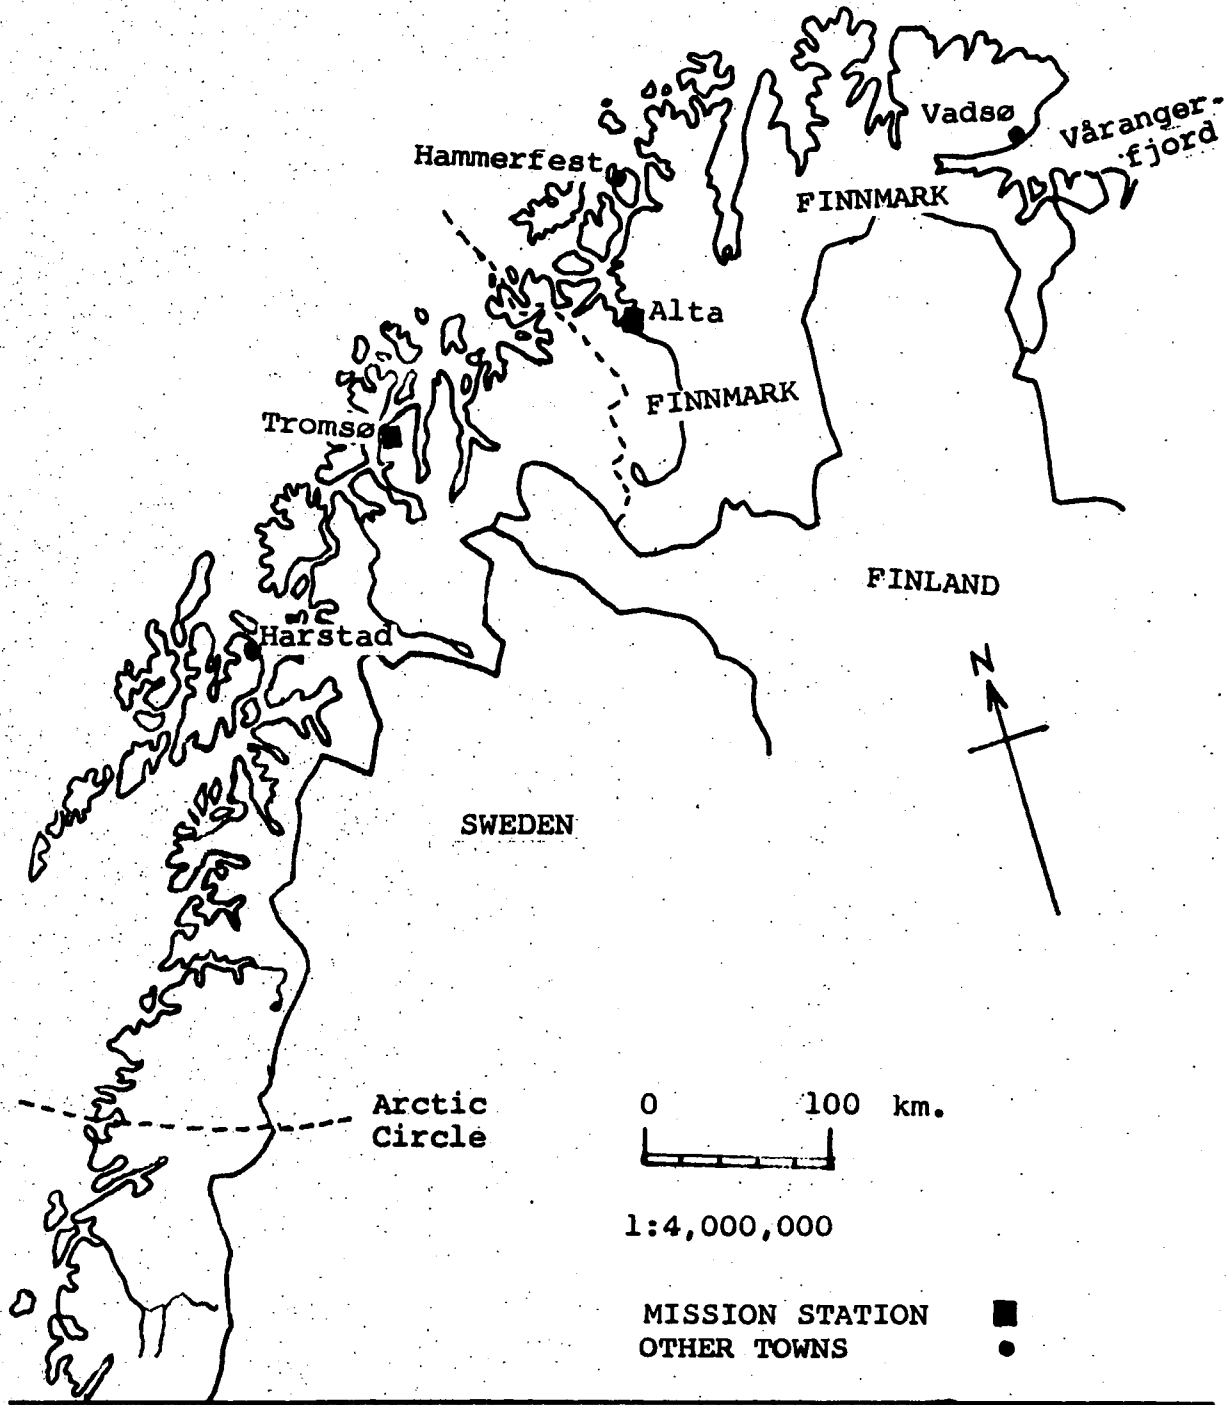 Vadsø
Våranger-
fjord
Hammerfest
FINNMARK
Alta
FINNMARK
Tromsø
FINLAND
Harstad
N
SWEDEN
Arctic
Circle
0 100 km.
1:4,000,000
MISSION STATION
OTHER TOWNS